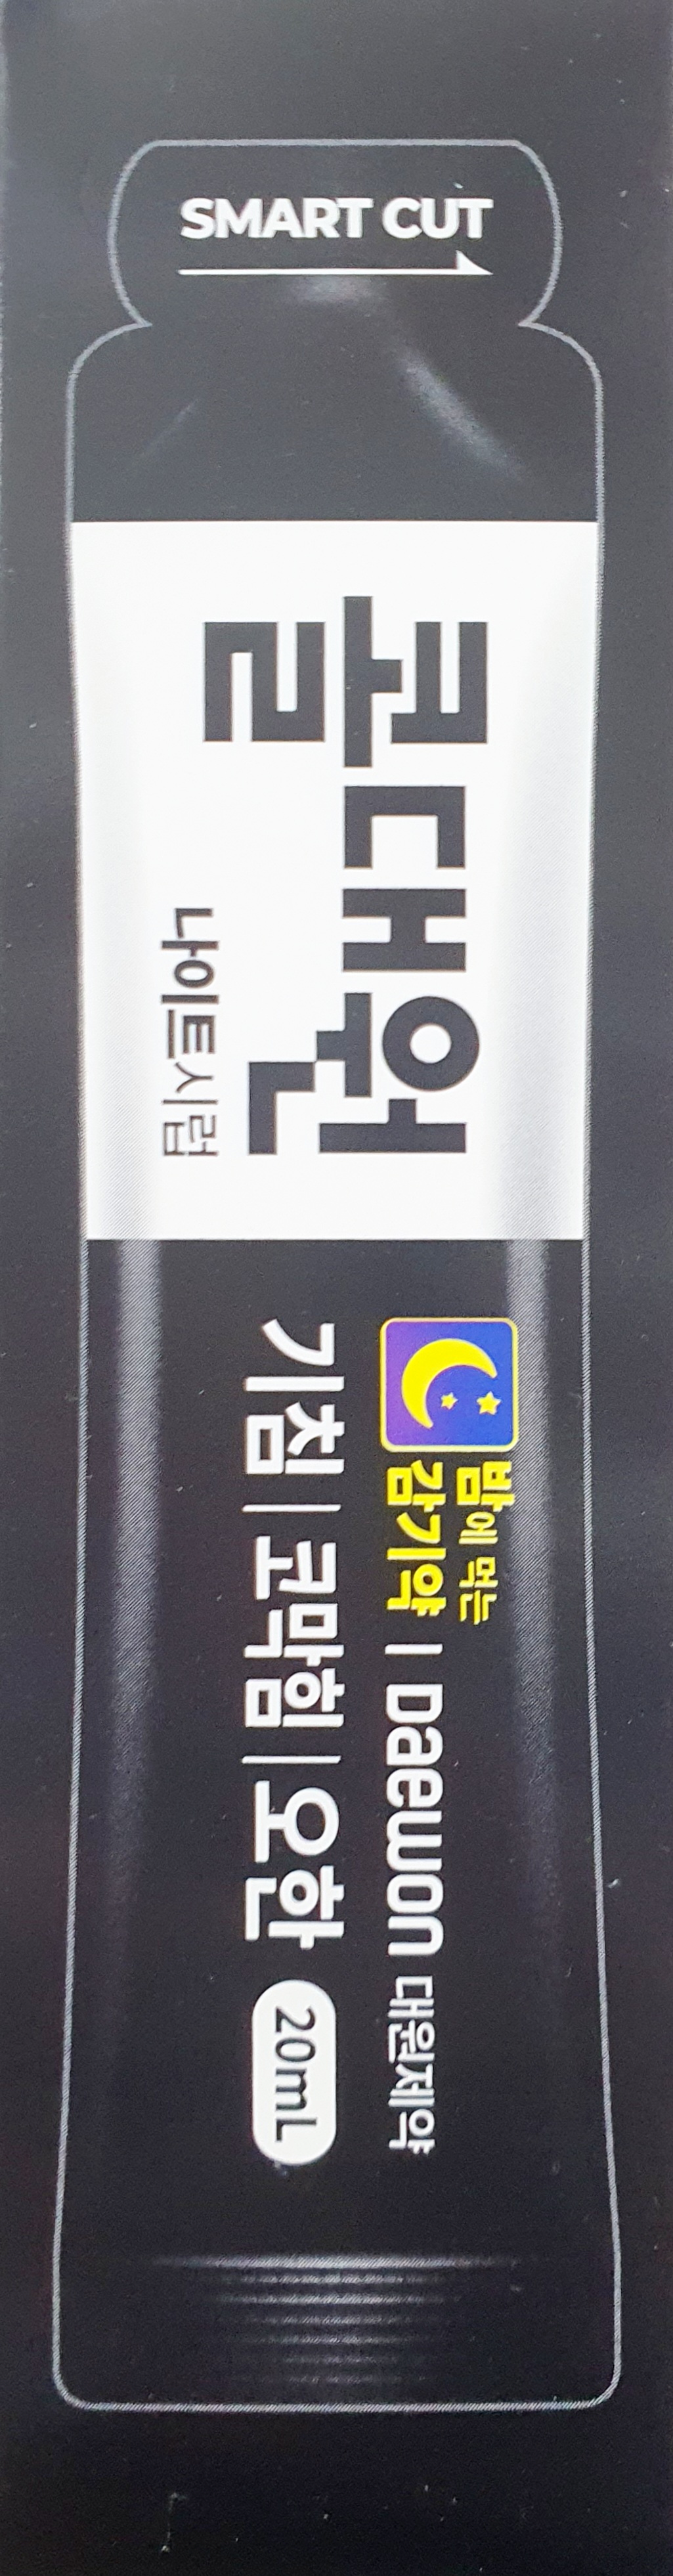 SMART CUT
콜대원
나이트시럽
밤에 먹는
감기약 | Daewon 대원제약
기침 | 코막힘 | 오한 20mL